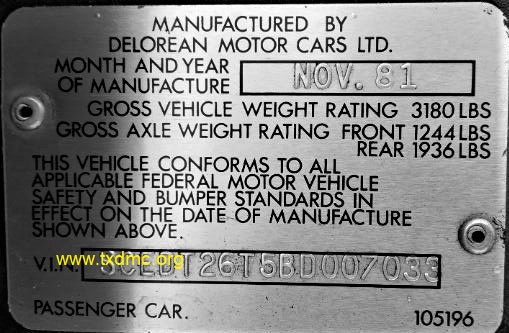 MANUFACTURED BY
DELOREAN MOTOR CARS LTD.
MONTH AND YEAR
OF MANUFACTURE NOV. 81
GROSS VEHICLE WEIGHT RATING 3180 LBS
GROSS AXLE WEIGHT RATING FRONT 1244 LBS
REAR 1936 LBS
THIS VEHICLE CONFORMS TO ALL
APPLICABLE FEDERAL MOTOR VEHICLE
SAFETY AND BUMPER STANDARDS IN
EFFECT ON THE DATE OF MANUFACTURE
SHOWN ABOVE.
www.txdmc.org
V.I.N. SCEDT26T5BD007033
PASSENGER CAR. 105196